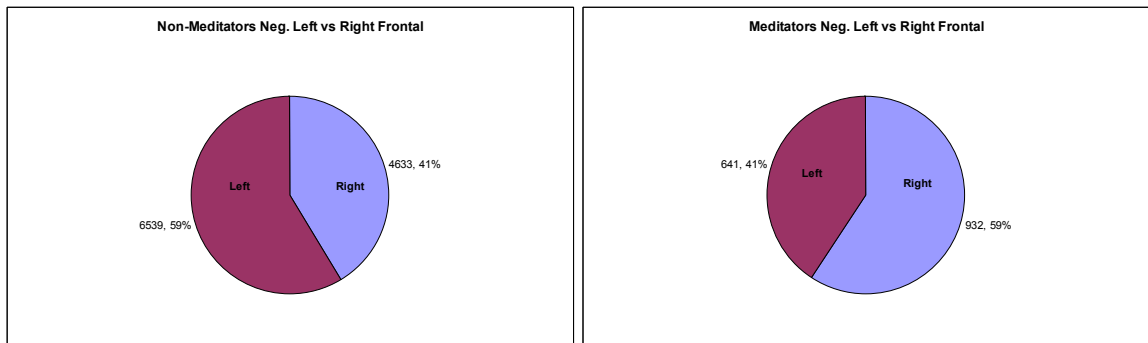 Non-Meditators Neg. Left vs Right Frontal
4633, 41%
Left
Right
6539, 59%
Meditators Neg. Left vs Right Frontal
641, 41%
Left
Right
932, 59%